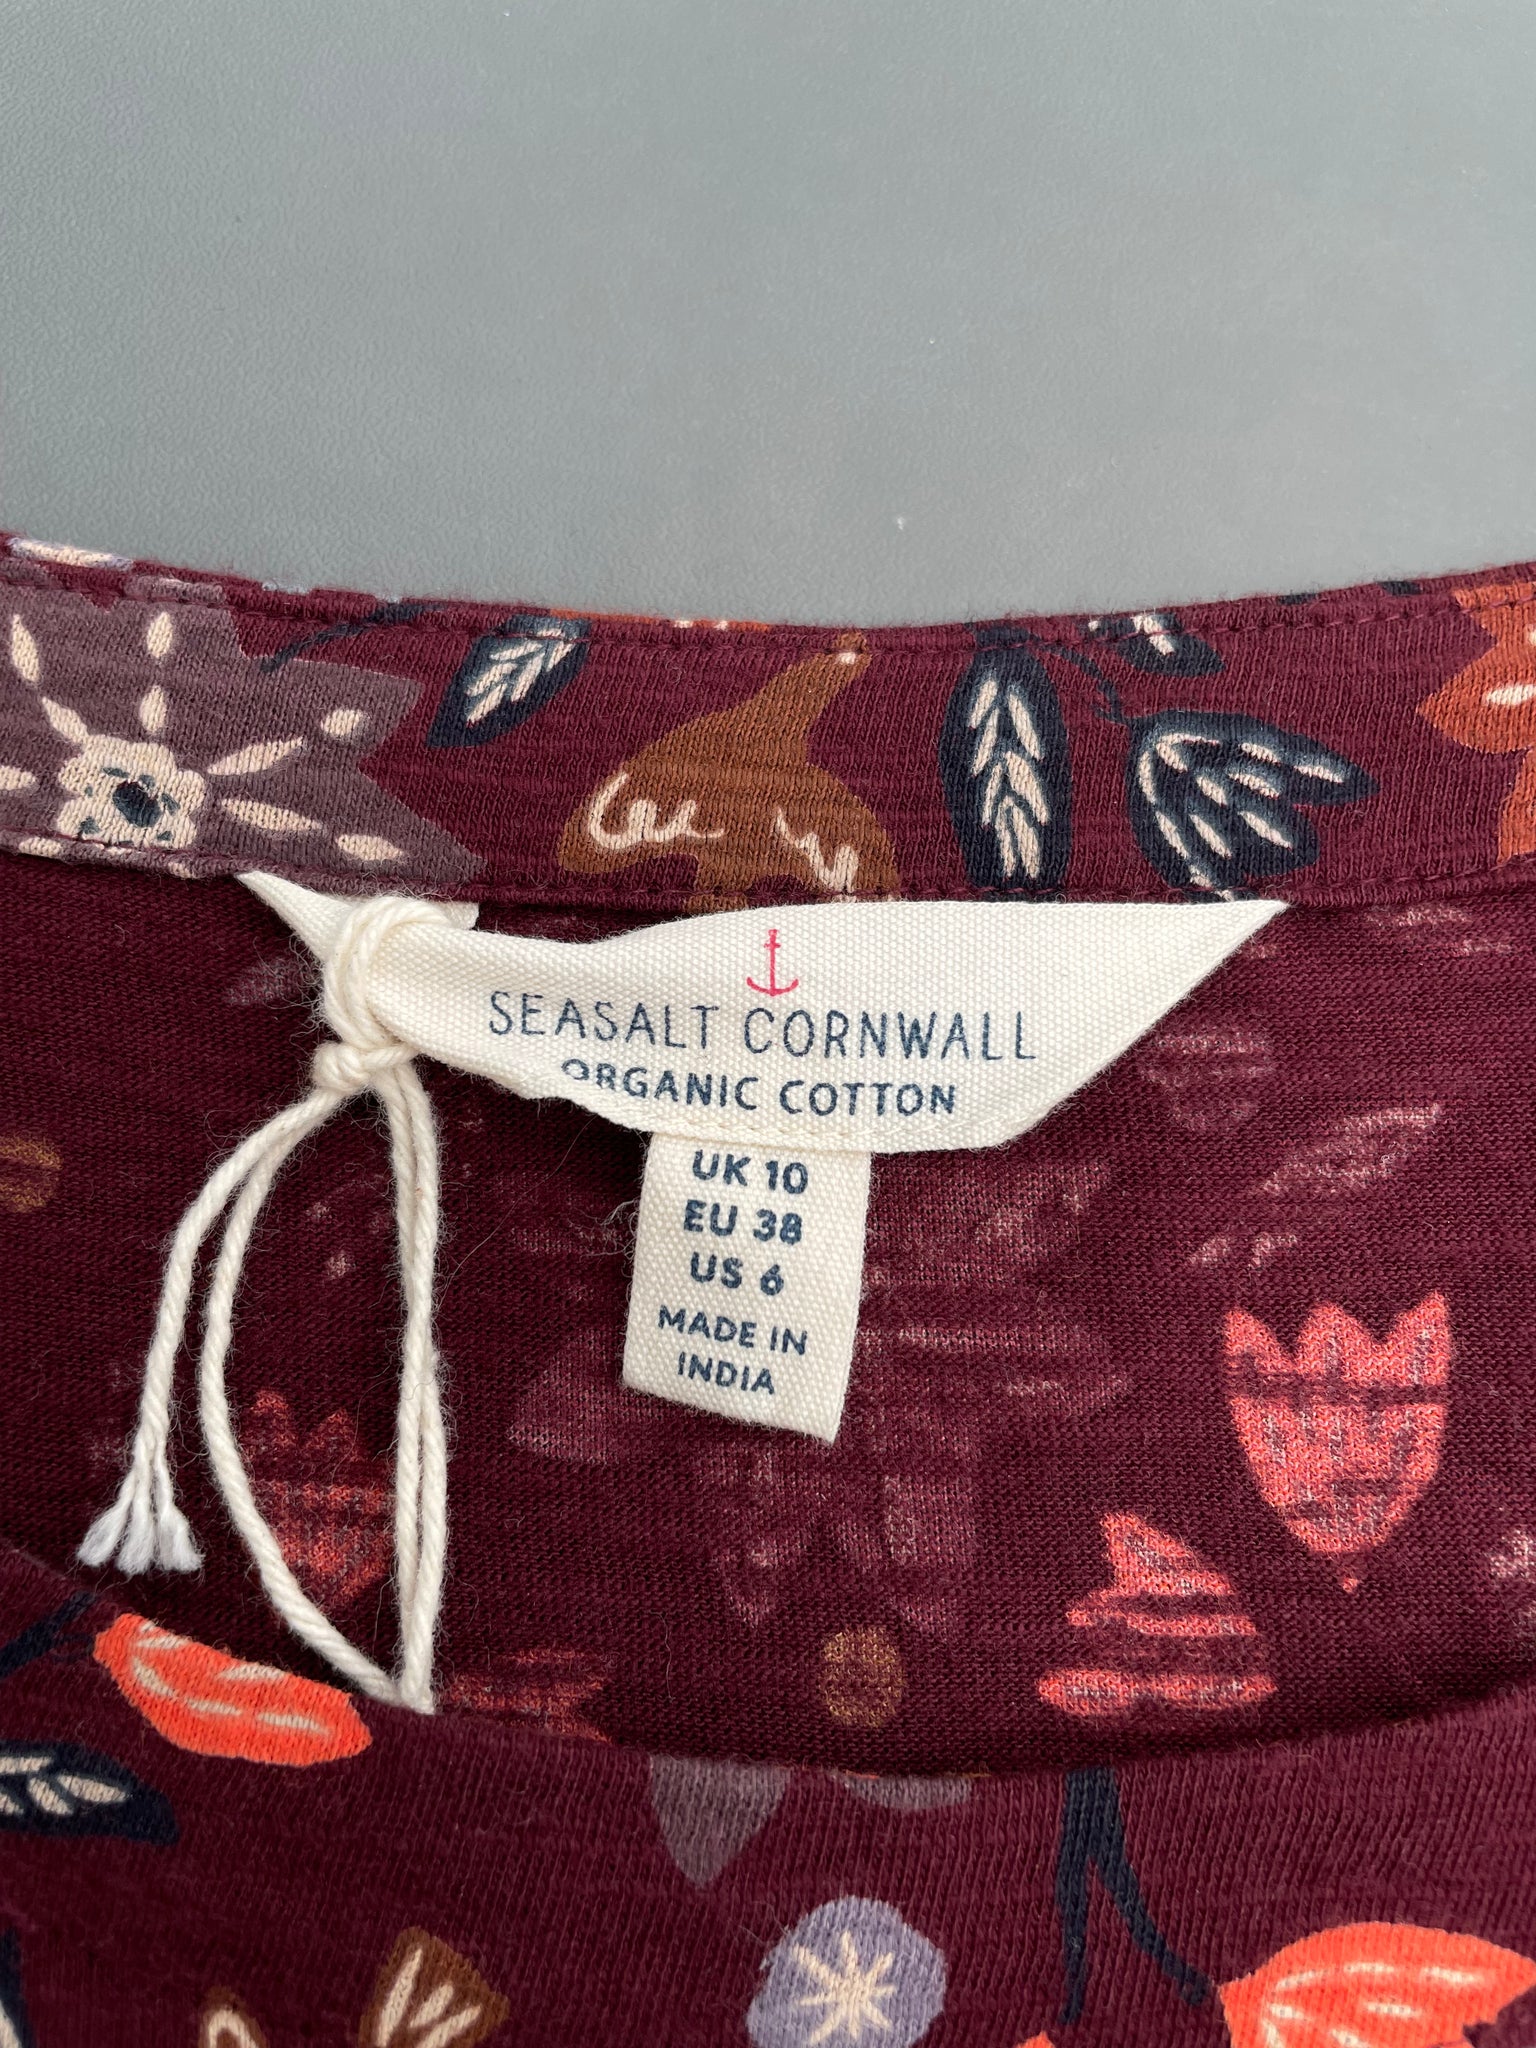 SEASALT CORNWALL
ORGANIC COTTON
UK 10
EU 38
US 6
MADE IN
INDIA